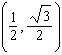 (1/2, √3/2)